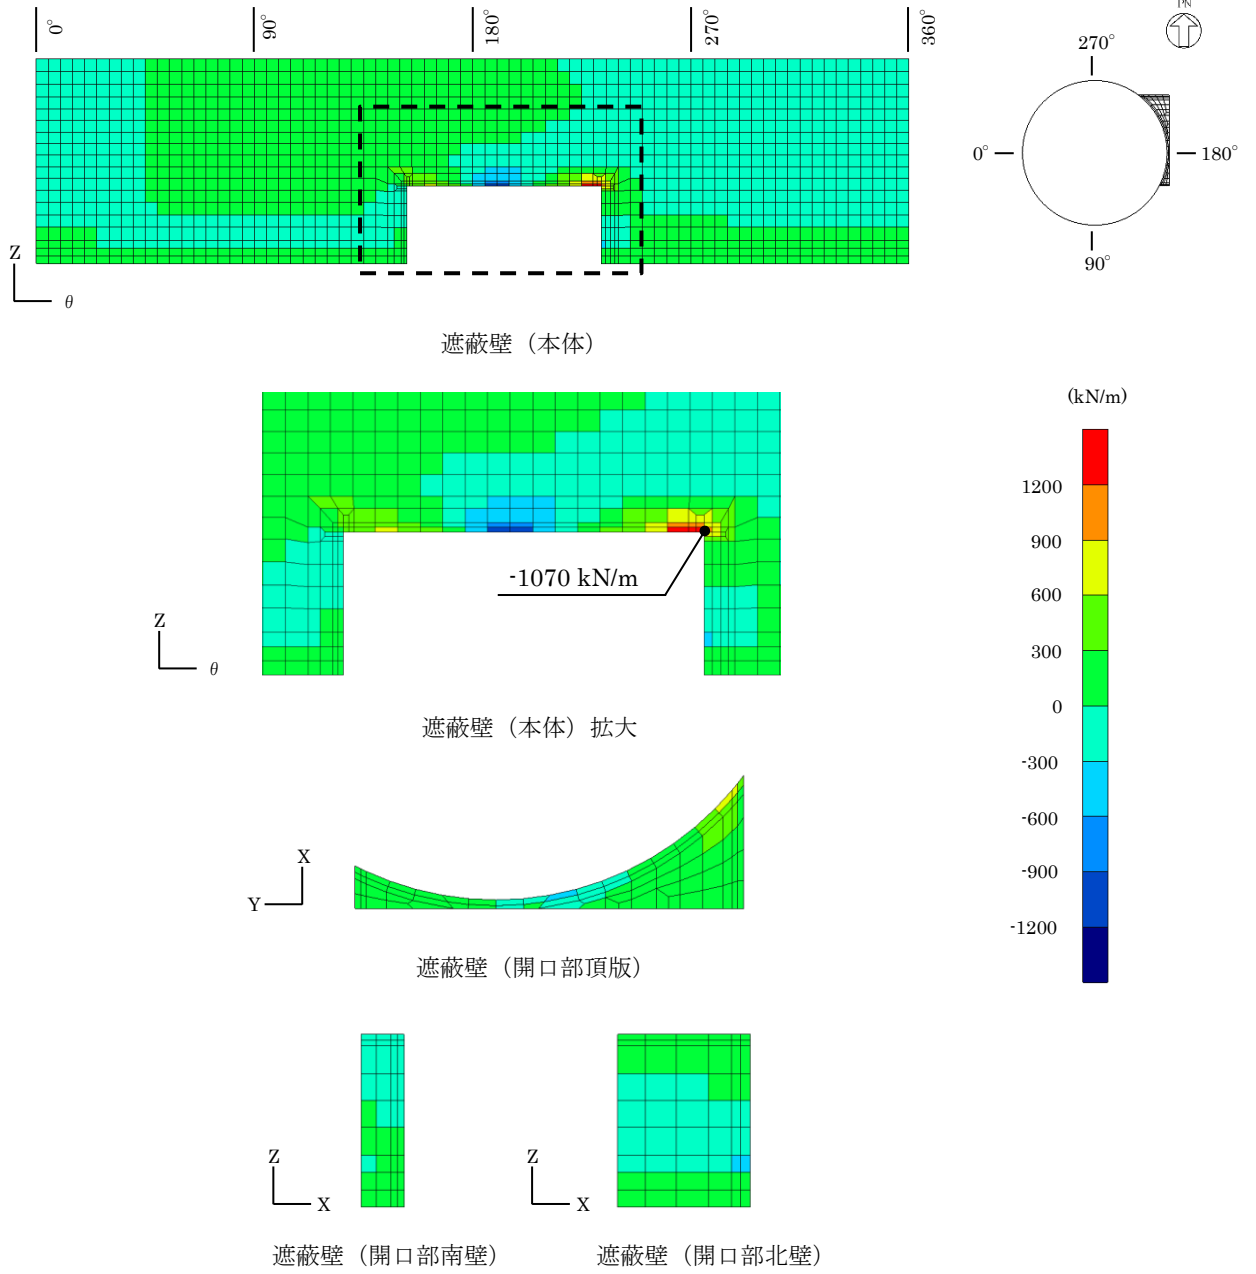 0°
90°
180°
270°
360°
PN
270°
0°
180°
90°
Z
θ
遮蔽壁（本体）
(kN/m)
1200
900
600
300
0
-300
-600
-900
-1200
-1070 kN/m
Z
θ
遮蔽壁（本体）拡大
X
Y
遮蔽壁（開口部頂版）
Z
X
Z
X
遮蔽壁（開口部南壁）
遮蔽壁（開口部北壁）